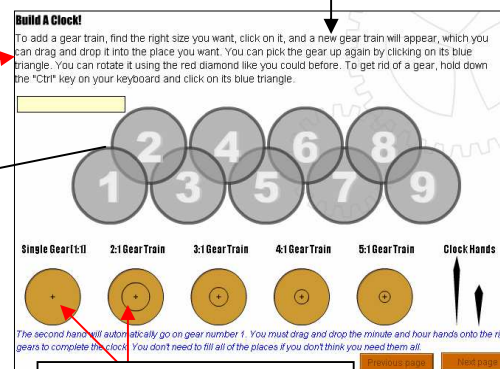 Build A Clock!
To add a gear train, find the right size you want, click on it, and a new gear train will appear, which you
can drag and drop it into the place you want. You can pick the gear up again by clicking on its blue
triangle. You can rotate it using the red diamond like you could before. To get rid of a gear, hold down
the "Ctrl" key on your keyboard and click on its blue triangle.
2 4 6 8
1 3 5 7 9
Single Gear (1:1) 2:1 Gear Train 3:1 Gear Train 4:1 Gear Train 5:1 Gear Train Clock Hands
The second hand will automatically go on gear number 1. You must drag and drop the minute and hour hands onto the
gears to complete the clock. You don't need to fill all of the places if you don't think you need them all.
Previous page Next page